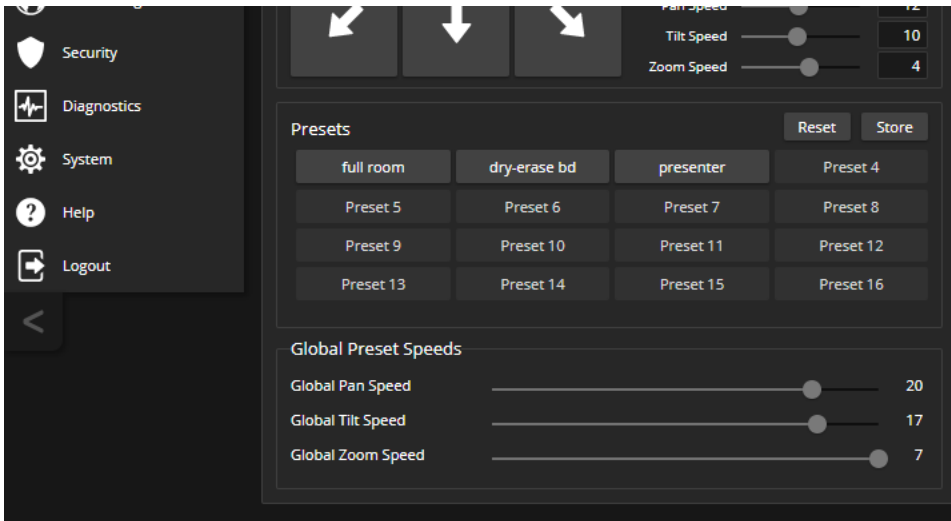 Pan Speed 12
Security
Tilt Speed 10
Zoom Speed 4
Diagnostics
Presets Reset Store
System
full room dry-erase bd presenter Preset 4
Help
Preset 5 Preset 6 Preset 7 Preset 8
Preset 9 Preset 10 Preset 11 Preset 12
Logout
Preset 13 Preset 14 Preset 15 Preset 16
<
Global Preset Speeds
Global Pan Speed 20
Global Tilt Speed 17
Global Zoom Speed 7